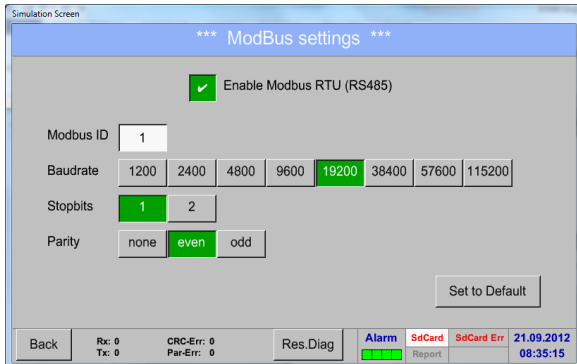 Simulation Screen
*** ModBus settings ***
✔ Enable Modbus RTU (RS485)
Modbus ID 1
Baudrate 1200 2400 4800 9600 19200 38400 57600 115200
Stopbits 1 2
Parity none even odd
Set to Default
Back Rx: 0 CRC-Err: 0 Res.Diag Alarm SdCard SdCard Err 21.09.2012
Tx: 0 Par-Err: 0 Report 08:35:15